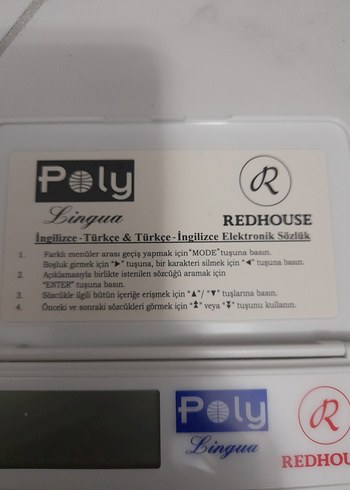 Poly
Lingua
R
REDHOUSE
İngilizce - Türkçe & Türkçe - İngilizce Elektronik Sözlük
1. Farklı menüler arası geçiş yapmak için "MODE" tuşuna basın.
Boşluk girmek için "►" tuşuna, bir karakteri silmek için "◄" tuşuna basın.
2. Açıklamasıyla birlikte istenilen sözcüğü aramak için
"ENTER" tuşuna basın.
3. Sözcükle ilgili bütün içeriğe erişmek için "▲"/ "▼" tuşlarına basın.
4. Önceki ve sonraki sözcükleri görmek için "⯭" veya "⯯" tuşunu kullanın.
Poly
Lingua
R
REDHOU